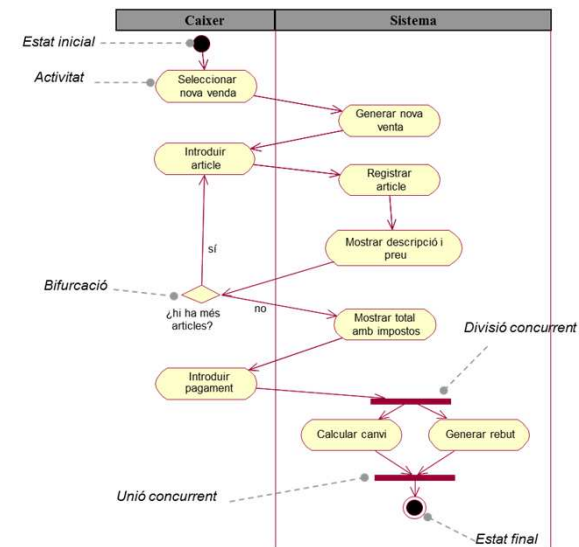 Caixer
Sistema
Estat inicial
Activitat
Seleccionar
nova venda
Generar nova
venta
Introduir
article
Registrar
article
sí
Mostrar descripció i
preu
Bifurcació
¿hi ha més
articles?
no
Mostrar total
amb impostos
Divisió concurrent
Introduir
pagament
Calcular canvi
Generar rebut
Unió concurrent
Estat final